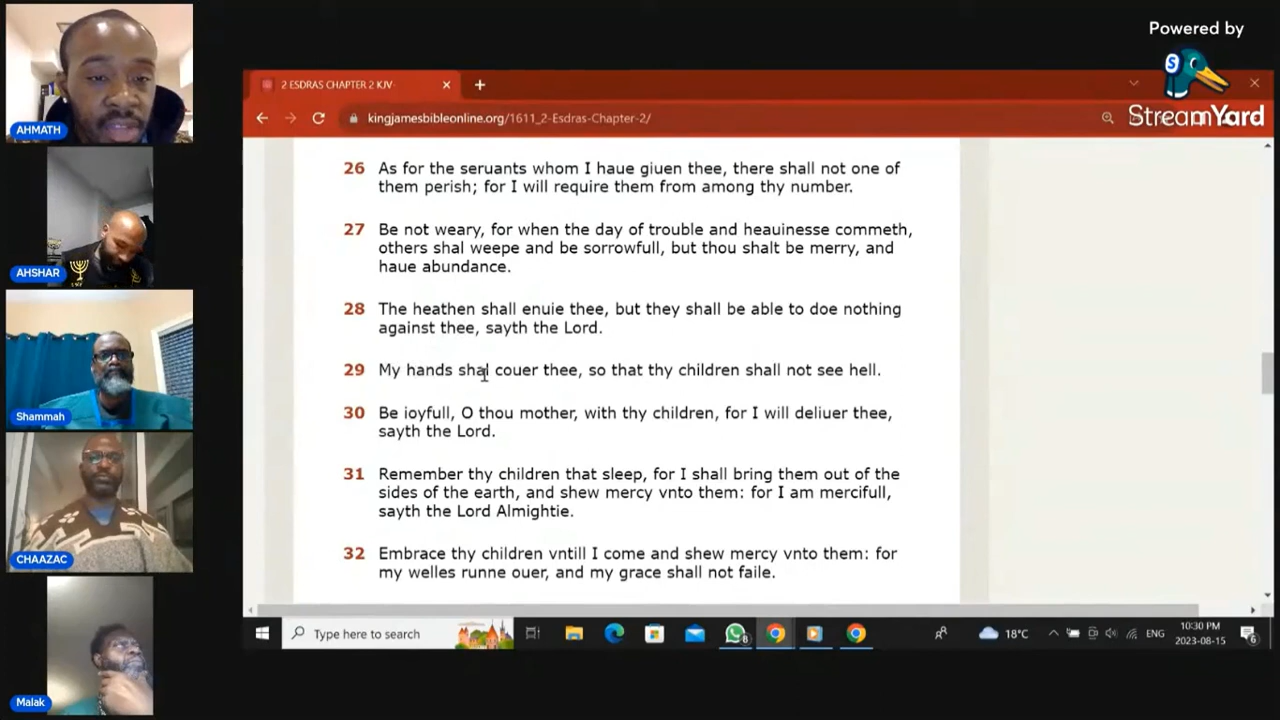 AHMATH
AHSHAR
Shammah
CHAAZAC
Malak
Powered by
S
StreamYard
2 ESDRAS CHAPTER 2 KJV
kingjamesbibleonline.org/1611_2-Esdras-Chapter-2/
26 As for the seruants whom I haue giuen thee, there shall not one of
them perish; for I will require them from among thy number.
27 Be not weary, for when the day of trouble and heauinesse commeth,
others shal weepe and be sorrowfull, but thou shalt be merry, and
haue abundance.
28 The heathen shall enuie thee, but they shall be able to doe nothing
against thee, sayth the Lord.
29 My hands shal couer thee, so that thy children shall not see hell.
30 Be ioyfull, O thou mother, with thy children, for I will deliuer thee,
sayth the Lord.
31 Remember thy children that sleep, for I shall bring them out of the
sides of the earth, and shew mercy vnto them: for I am mercifull,
sayth the Lord Almightie.
32 Embrace thy children vntill I come and shew mercy vnto them: for
my welles runne ouer, and my grace shall not faile.
Type here to search
8
18°C
ENG
10:30 PM
2023-08-15
6